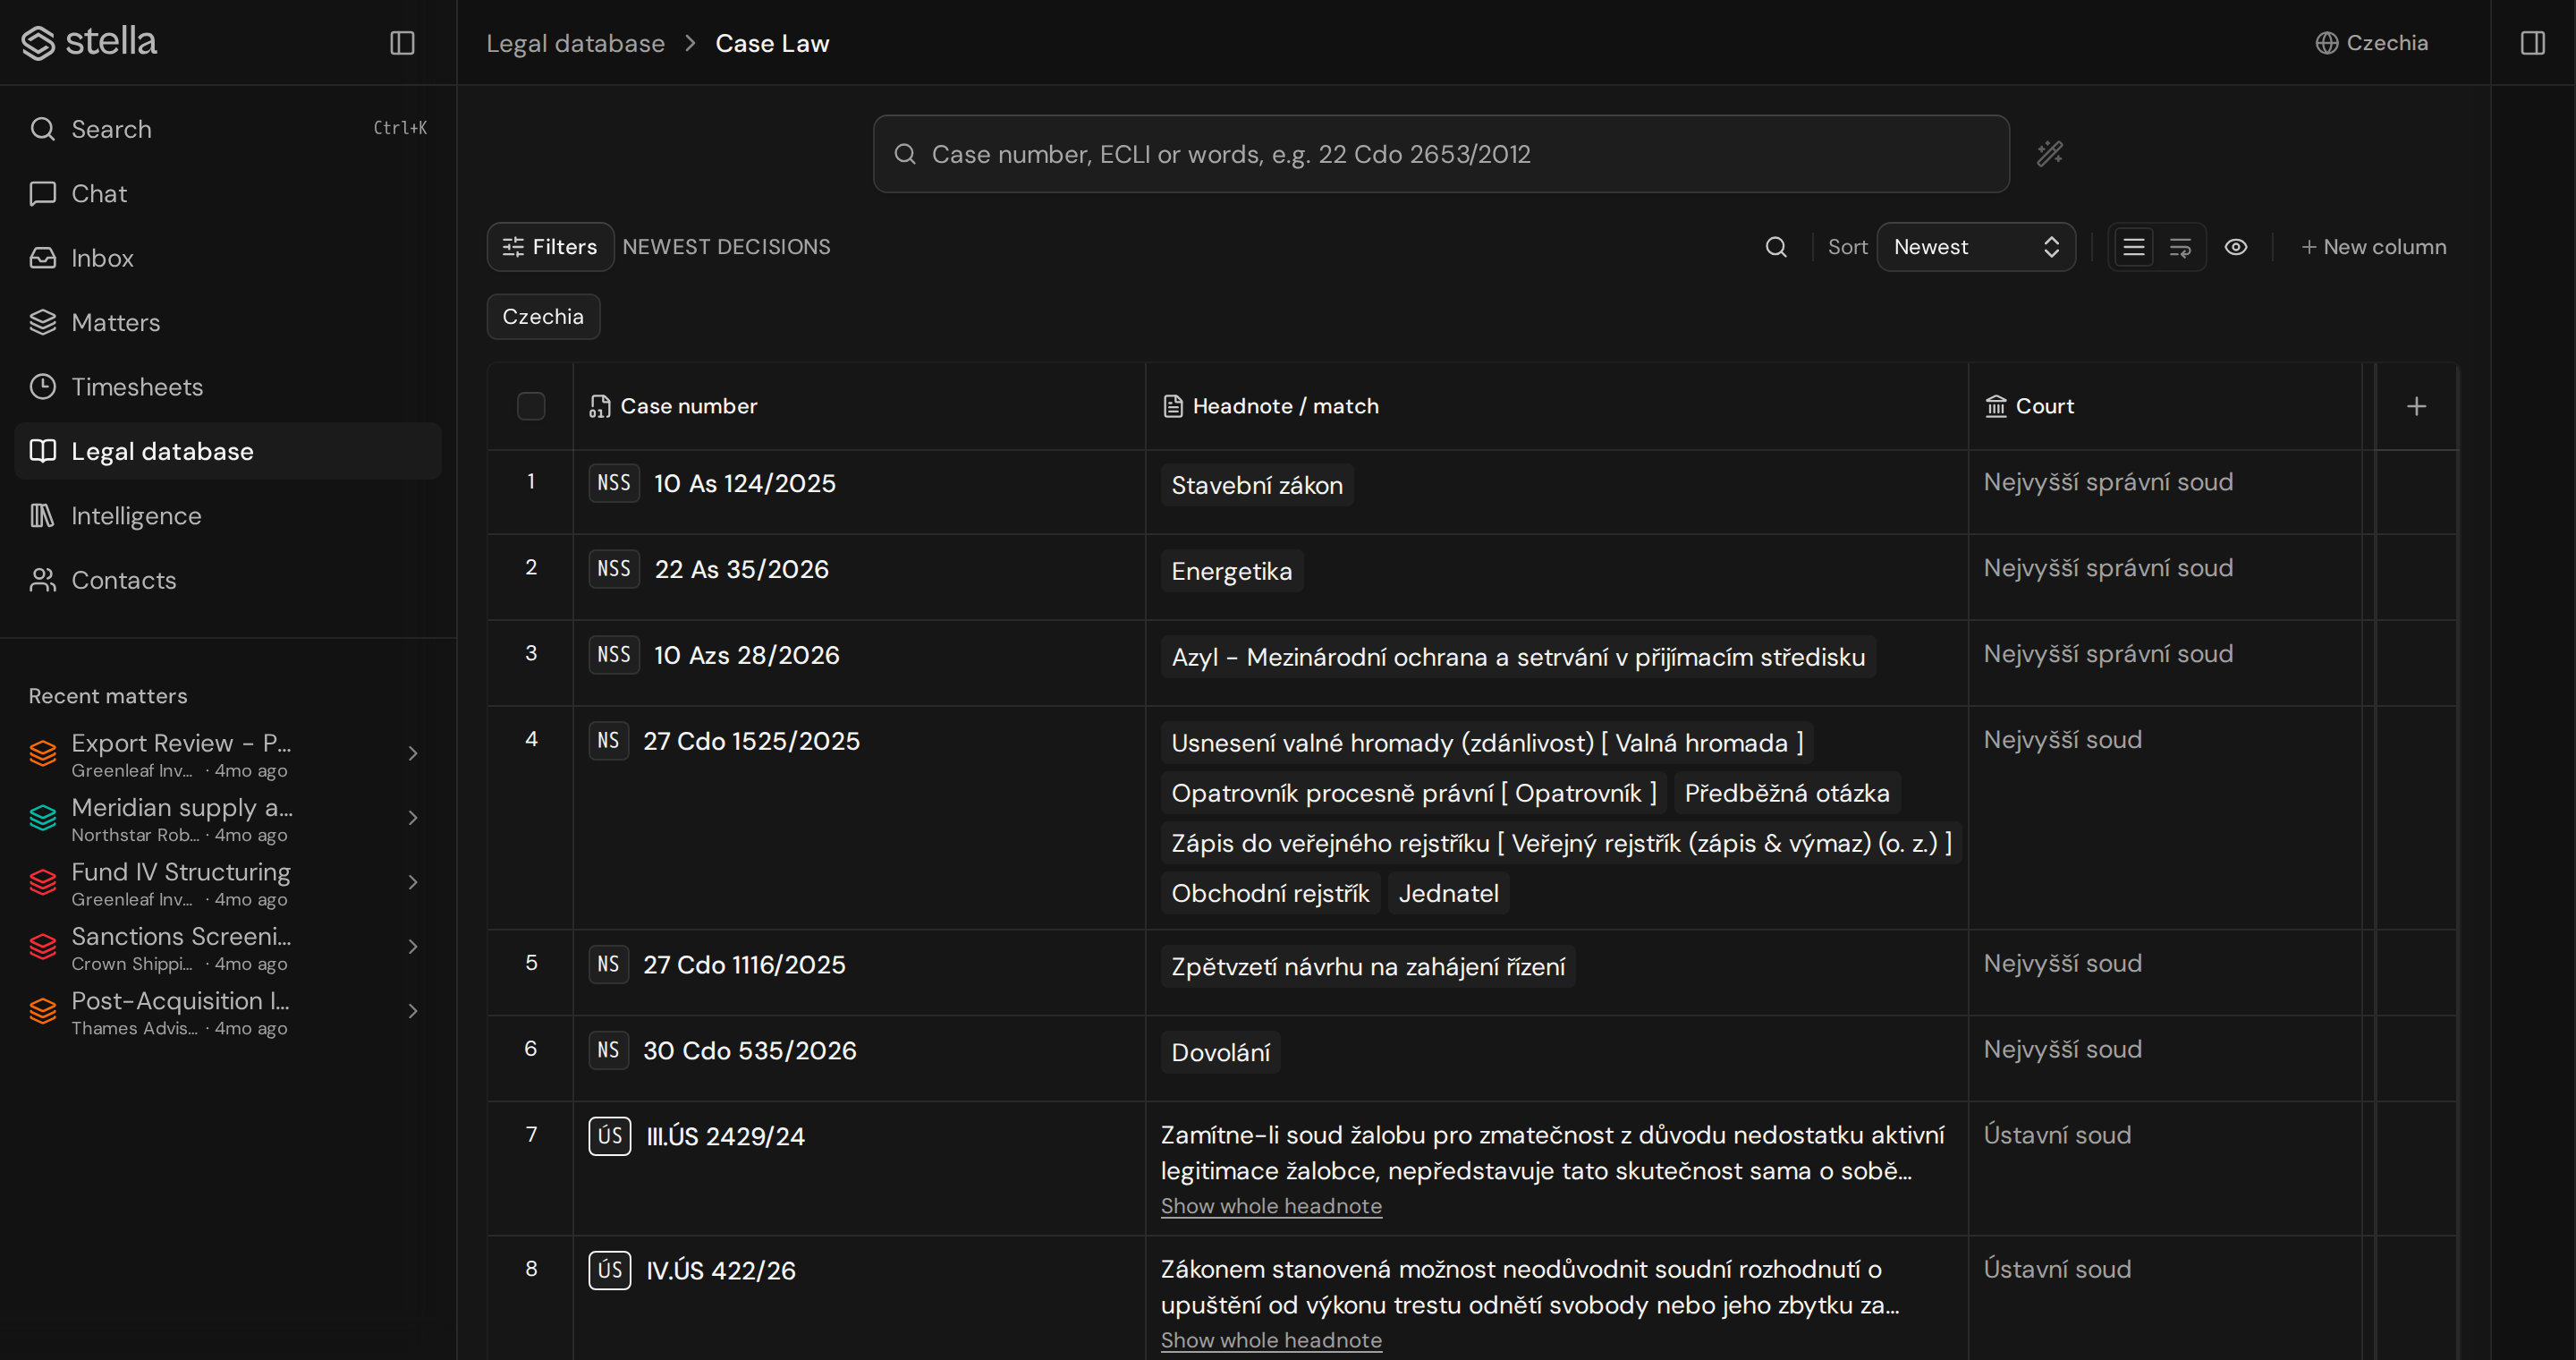 stella
Search Ctrl+K
Chat
Inbox
Matters
Timesheets
Legal database
Intelligence
Contacts
Recent matters
Export Review - P...
Greenleaf Inv... · 4mo ago
Meridian supply a...
Northstar Rob... · 4mo ago
Fund IV Structuring
Greenleaf Inv... · 4mo ago
Sanctions Screeni...
Crown Shippi... · 4mo ago
Post-Acquisition I...
Thames Advis... · 4mo ago
Legal database > Case Law
Czechia
Case number, ECLI or words, e.g. 22 Cdo 2653/2012
Filters NEWEST DECISIONS
Sort Newest + New column
Czechia
Case number Headnote / match Court +
1 NSS 10 As 124/2025 Stavební zákon Nejvyšší správní soud
2 NSS 22 As 35/2026 Energetika Nejvyšší správní soud
3 NSS 10 Azs 28/2026 Azyl - Mezinárodní ochrana a setrvání v přijímacím středisku Nejvyšší správní soud
4 NS 27 Cdo 1525/2025 Usnesení valné hromady (zdánlivost) [ Valná hromada ] Nejvyšší soud
Opatrovník procesně právní [ Opatrovník ] Předběžná otázka
Zápis do veřejného rejstříku [ Veřejný rejstřík (zápis & výmaz) (o. z.) ]
Obchodní rejstřík Jednatel
5 NS 27 Cdo 1116/2025 Zpětvzetí návrhu na zahájení řízení Nejvyšší soud
6 NS 30 Cdo 535/2026 Dovolání Nejvyšší soud
7 ÚS III.ÚS 2429/24 Zamítne-li soud žalobu pro zmatečnost z důvodu nedostatku aktivní Ústavní soud
legitimace žalobce, nepředstavuje tato skutečnost sama o sobě...
Show whole headnote
8 ÚS IV.ÚS 422/26 Zákonem stanovená možnost neodůvodnit soudní rozhodnutí o Ústavní soud
upuštění od výkonu trestu odnětí svobody nebo jeho zbytku za...
Show whole headnote